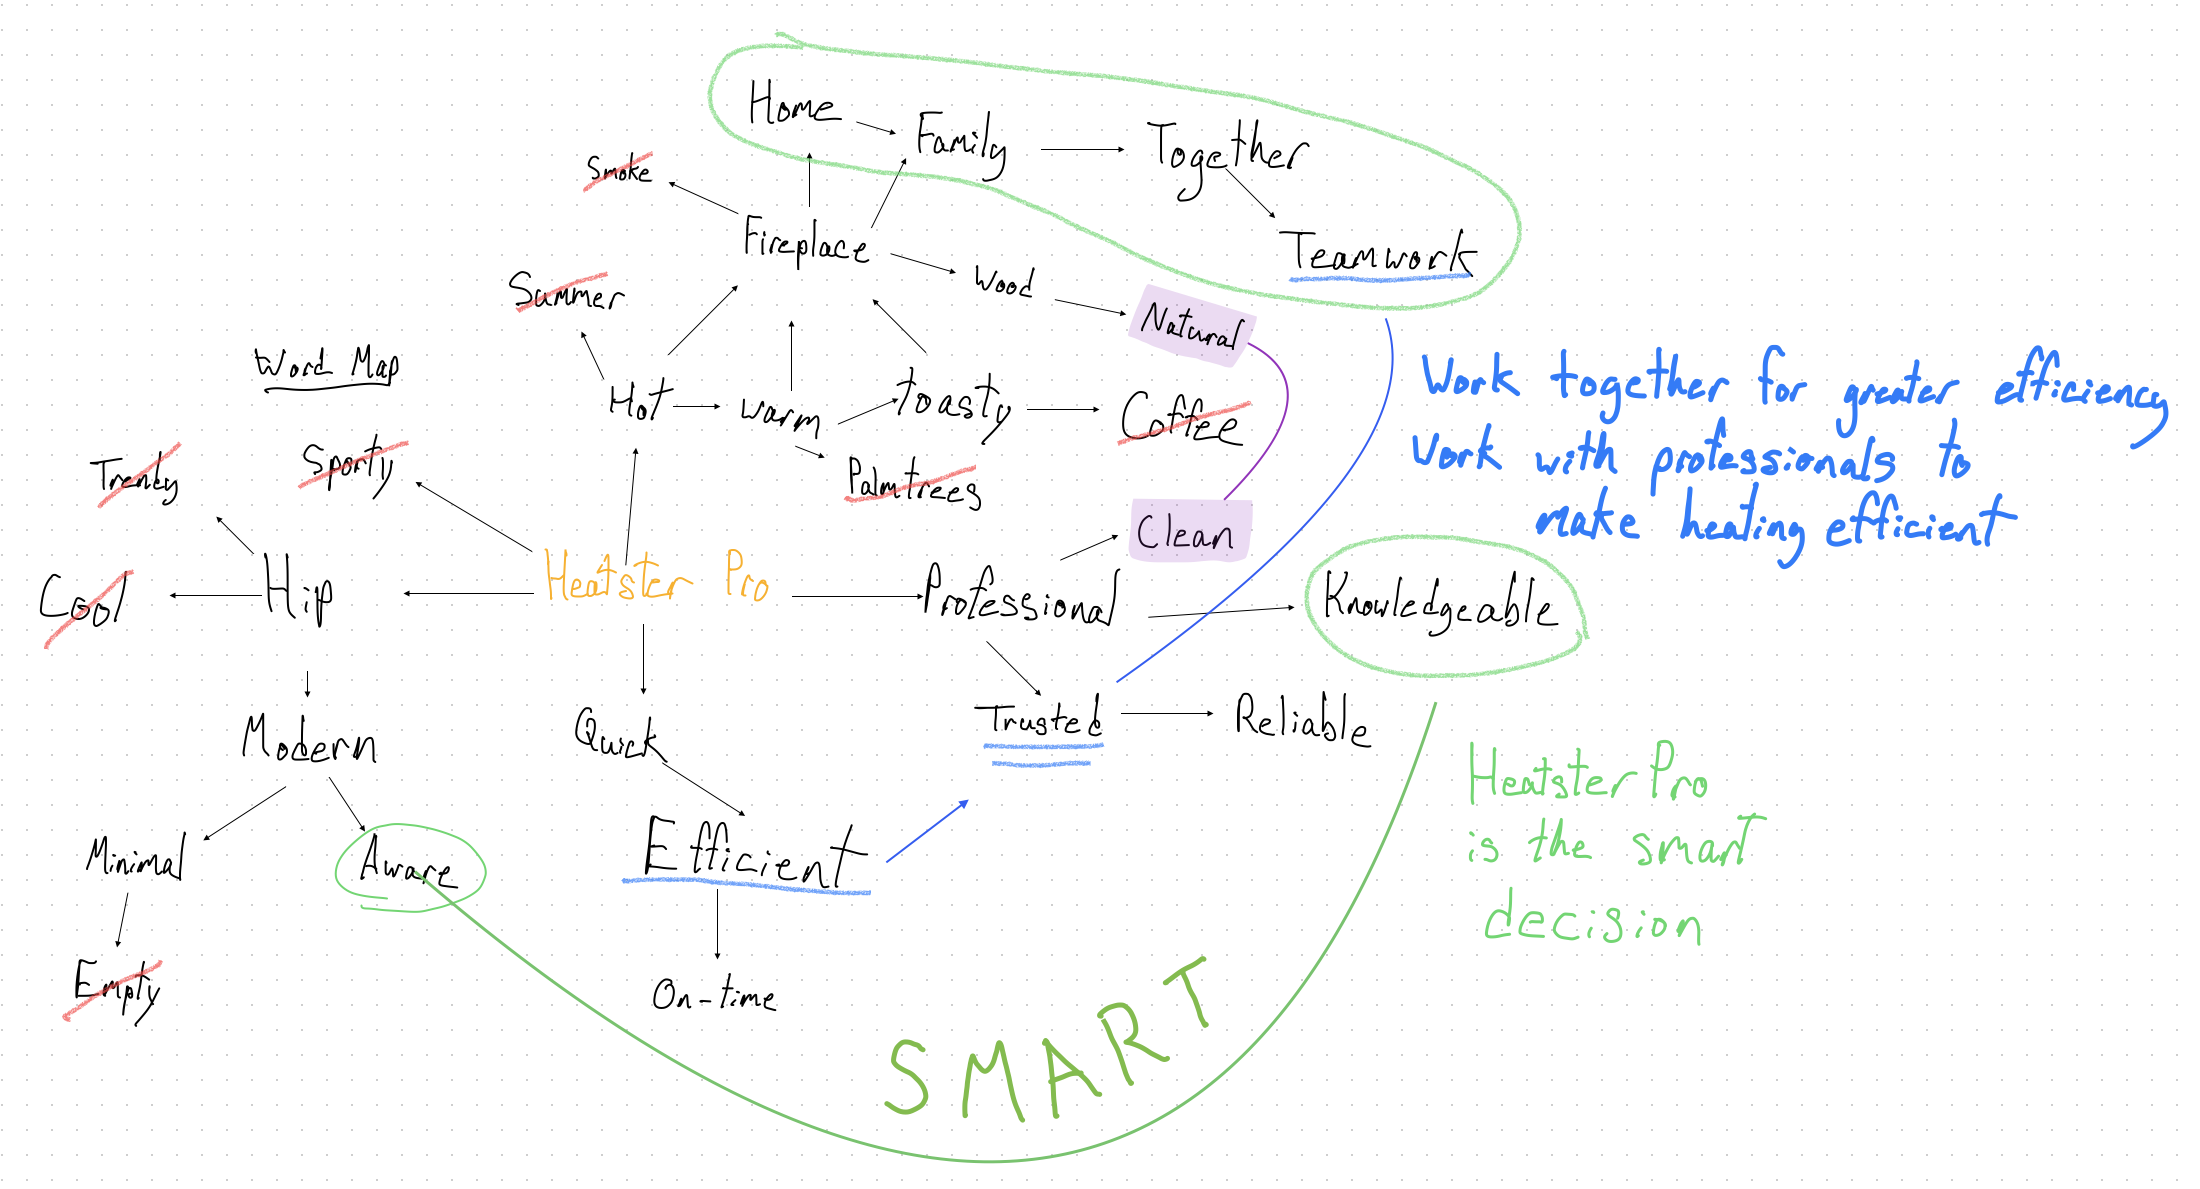 Home
Family
Together
Smoke
Fireplace
Teamwork
Wood
Summer
Natural
Word Map
Hot
warm
toasty
Coffee
Work together for greater efficiency
Work with professionals to
make heating efficient
Trendy
Sporty
Palmtrees
Clean
Cool
Hip
Heatster Pro
Professional
Knowledgeable
Modern
Quick
Trusted
Reliable
Heatster Pro
is the smart
decision
Minimal
Aware
Efficient
Empty
On-time
SMART